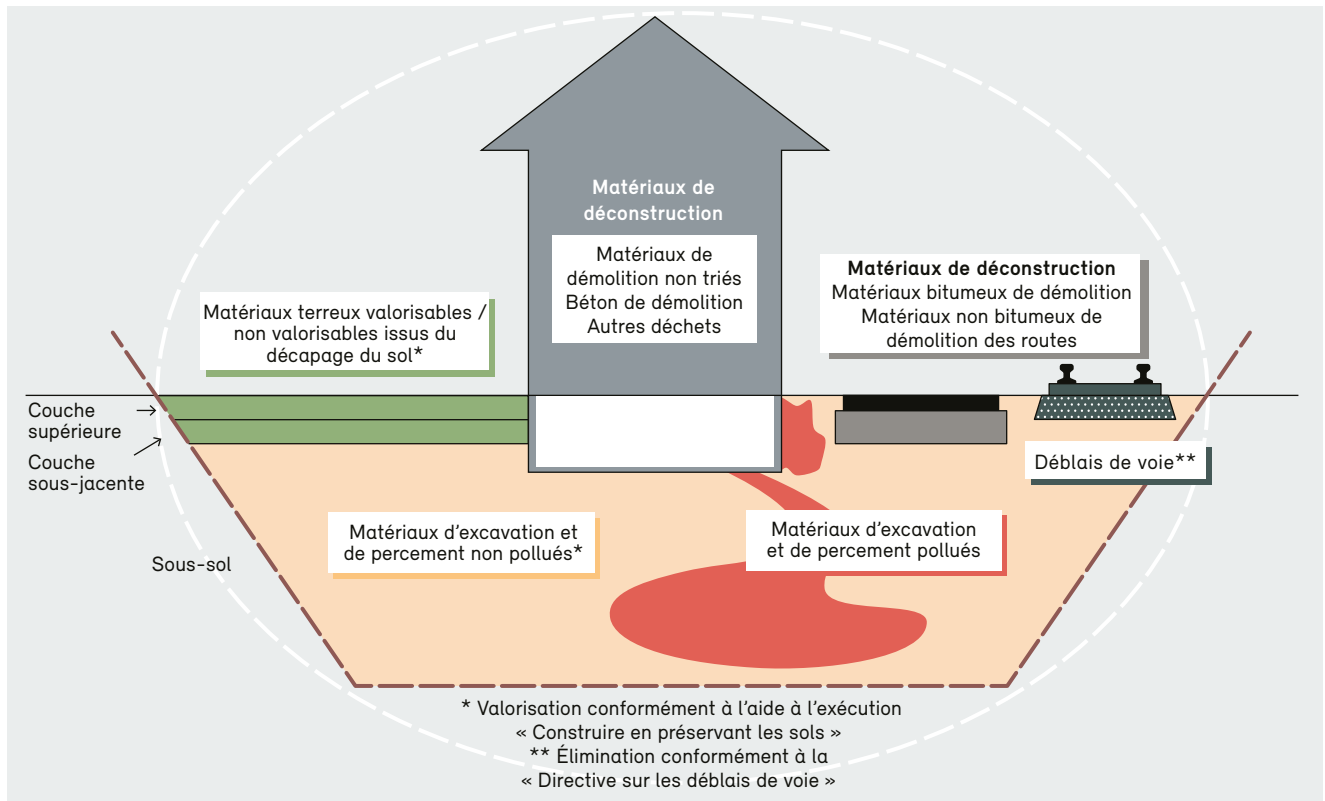 Matériaux de
déconstruction
Matériaux de
démolition non triés
Béton de démolition
Autres déchets
Matériaux de déconstruction
Matériaux bitumeux de démolition
Matériaux non bitumeux de
démolition des routes
Matériaux terreux valorisables /
non valorisables issus du
décapage du sol*
Couche
supérieure
Couche
sous-jacente
Déblais de voie**
Matériaux d'excavation et
de percement non pollués*
Matériaux d'excavation
et de percement pollués
Sous-sol
* Valorisation conformément à l'aide à l'exécution
« Construire en préservant les sols »
** Élimination conformément à la
« Directive sur les déblais de voie »